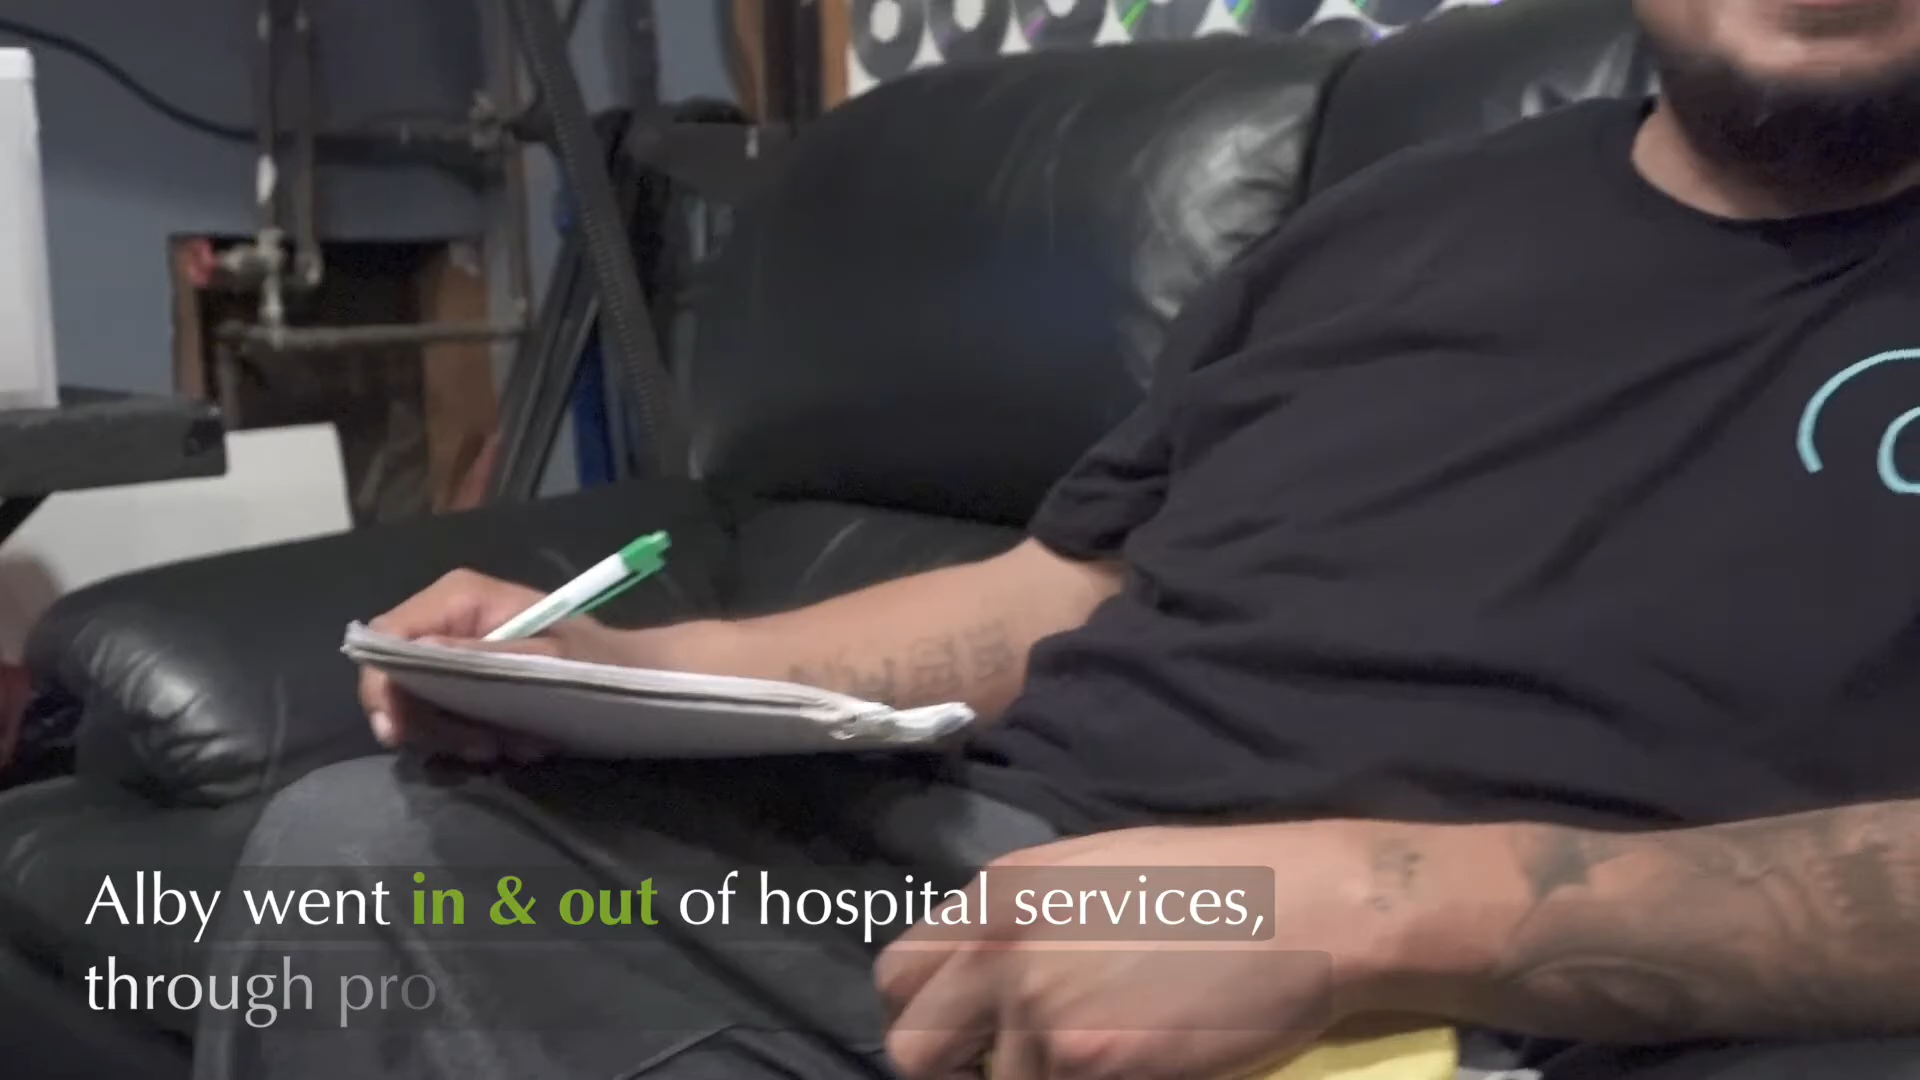 Alby went in & out of hospital services,
through pro